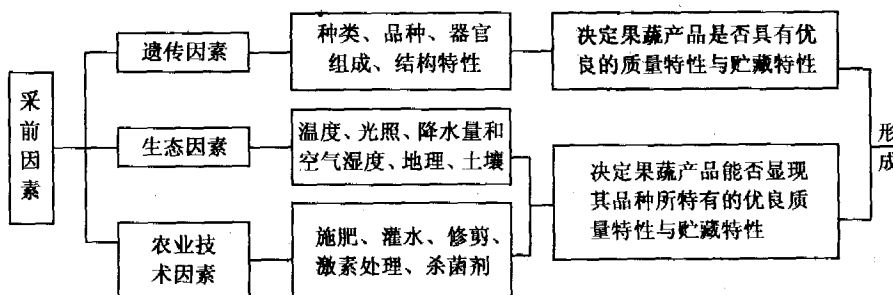 采
前
因
素
遗传因素
种类、品种、器官
组成、结构特性
决定果蔬产品是否具有优
良的质量特性与贮藏特性
生态因素
温度、光照、降水量和
空气湿度、地理、土壤
农业技
术因素
施肥、灌水、修剪、
激素处理、杀菌剂
决定果蔬产品能否显现
其品种所特有的优良质
量特性与贮藏特性
形
成